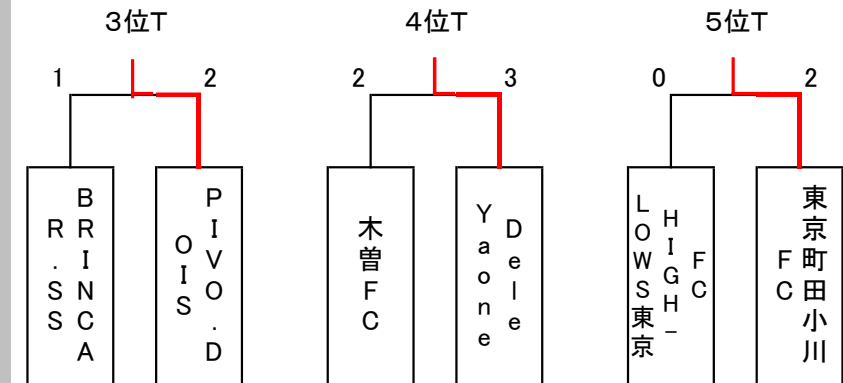 3位T
4位T
5位T
1
2
2
3
0
2
BRINCA
R.SS
PIVO.D
OIS
木曽FC
Dele
Yaone
FC
HIGH-
LOWS東京
東京町田小川
FC